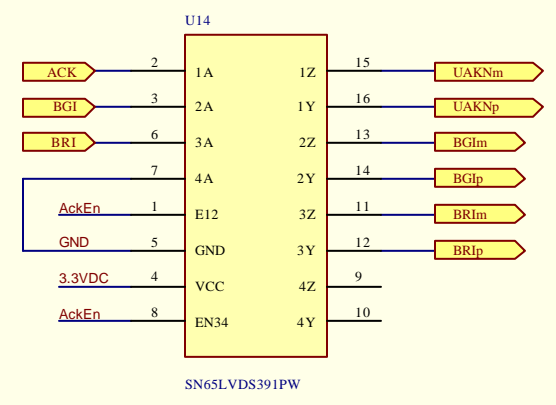 U14
ACK 2 1A 1Z 15 UAKNm
BGI 3 2A 1Y 16 UAKNp
BRI 6 3A 2Z 13 BGIm
7 4A 2Y 14 BGIp
AckEn 1 E12 3Z 11 BRIm
GND 5 GND 3Y 12 BRIp
3.3VDC 4 VCC 4Z 9
AckEn 8 EN34 4Y 10
SN65LVDS391PW